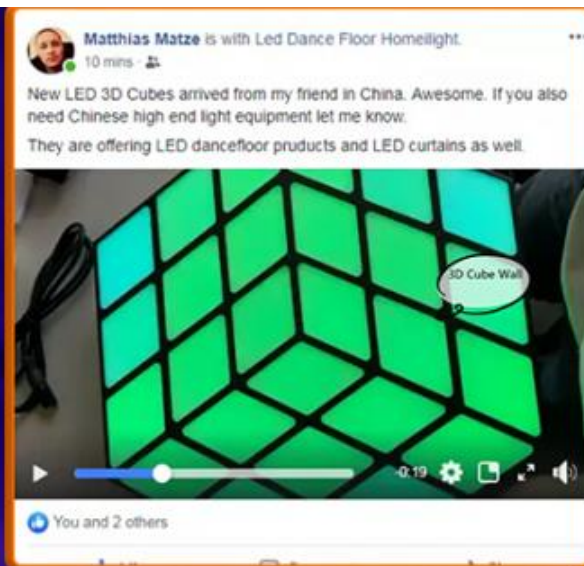 Matthias Matze is with Led Dance Floor Homeilight.
10 mins
New LED 3D Cubes arrived from my friend in China. Awesome. If you also
need Chinese high end light equipment let me know.
They are offering LED dancefloor pruducts and LED curtains as well.
3D Cube Wall
-0:19
You and 2 others